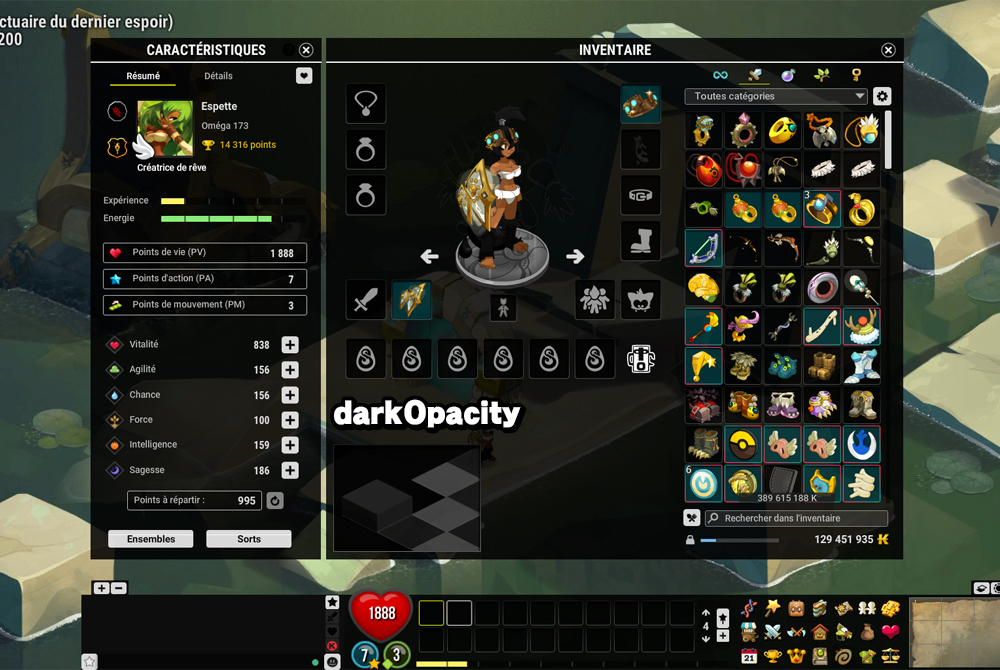 ctuaire du dernier espoir)
200
CARACTÉRISTIQUES
Résumé
Détails
Espette
Oméga 173
14 316 points
Créatrice de rêve
Expérience
Energie
Points de vie (PV)
1 888
Points d'action (PA)
7
Points de mouvement (PM)
3
Vitalité
838
Agilité
156
Chance
156
Force
100
Intelligence
159
Sagesse
186
Points à répartir :
995
Ensembles
Sorts
INVENTAIRE
Toutes catégories
3
6
389 615 188 K
Rechercher dans l'inventaire
129 451 935
darkOpacity
1888
7
3
4
21